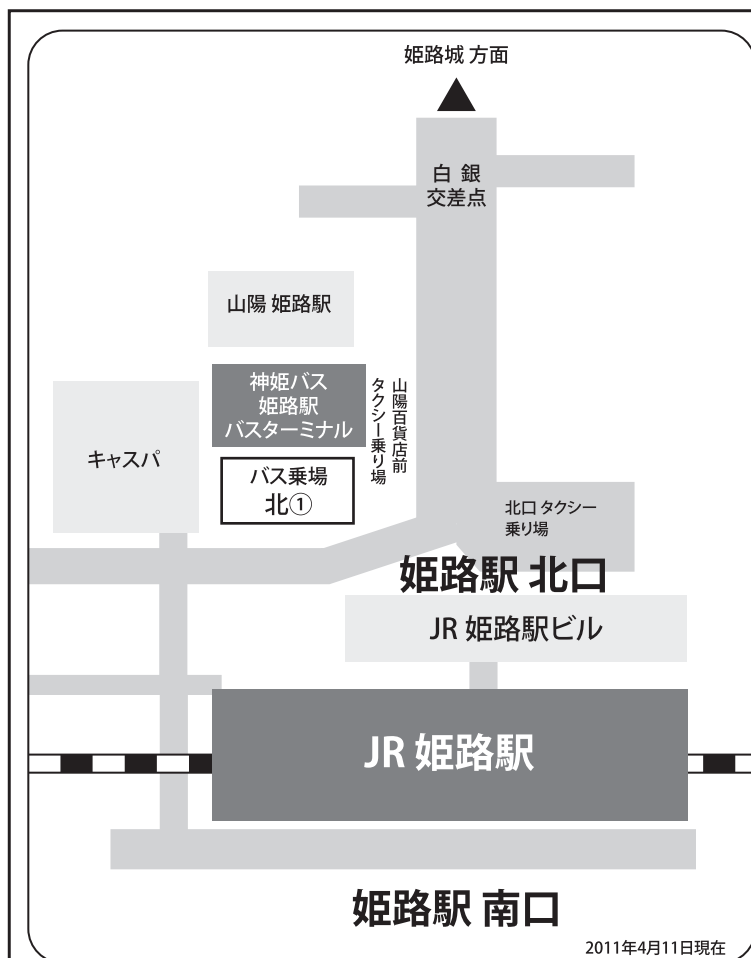 姫路城 方面
白 銀
交差点
山陽 姫路駅
神姫バス
姫路駅
バスターミナル
山陽百貨店前
タクシー乗り場
キャスパ
バス乗場
北①
北口 タクシー
乗り場
姫路駅 北口
JR 姫路駅ビル
JR 姫路駅
姫路駅 南口
2011年4月11日現在